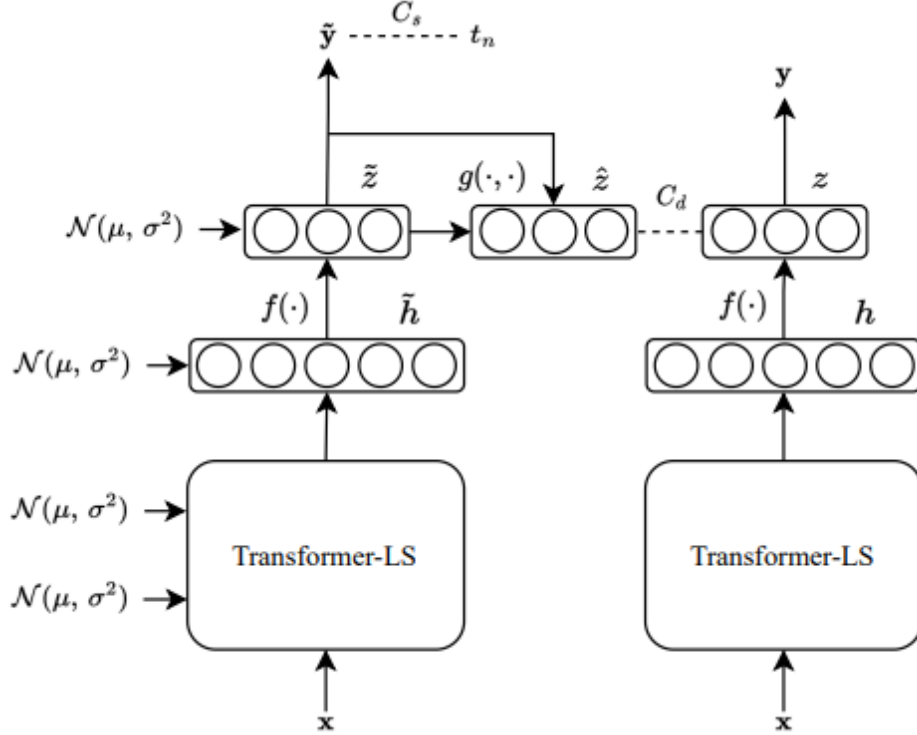 C_s
ỹ t_n
y
z̃ g(·,·) ẑ z
C_d
𝒩(μ, σ²)
f(·) h̃ f(·) h
𝒩(μ, σ²)
𝒩(μ, σ²)
Transformer-LS Transformer-LS
𝒩(μ, σ²)
x x